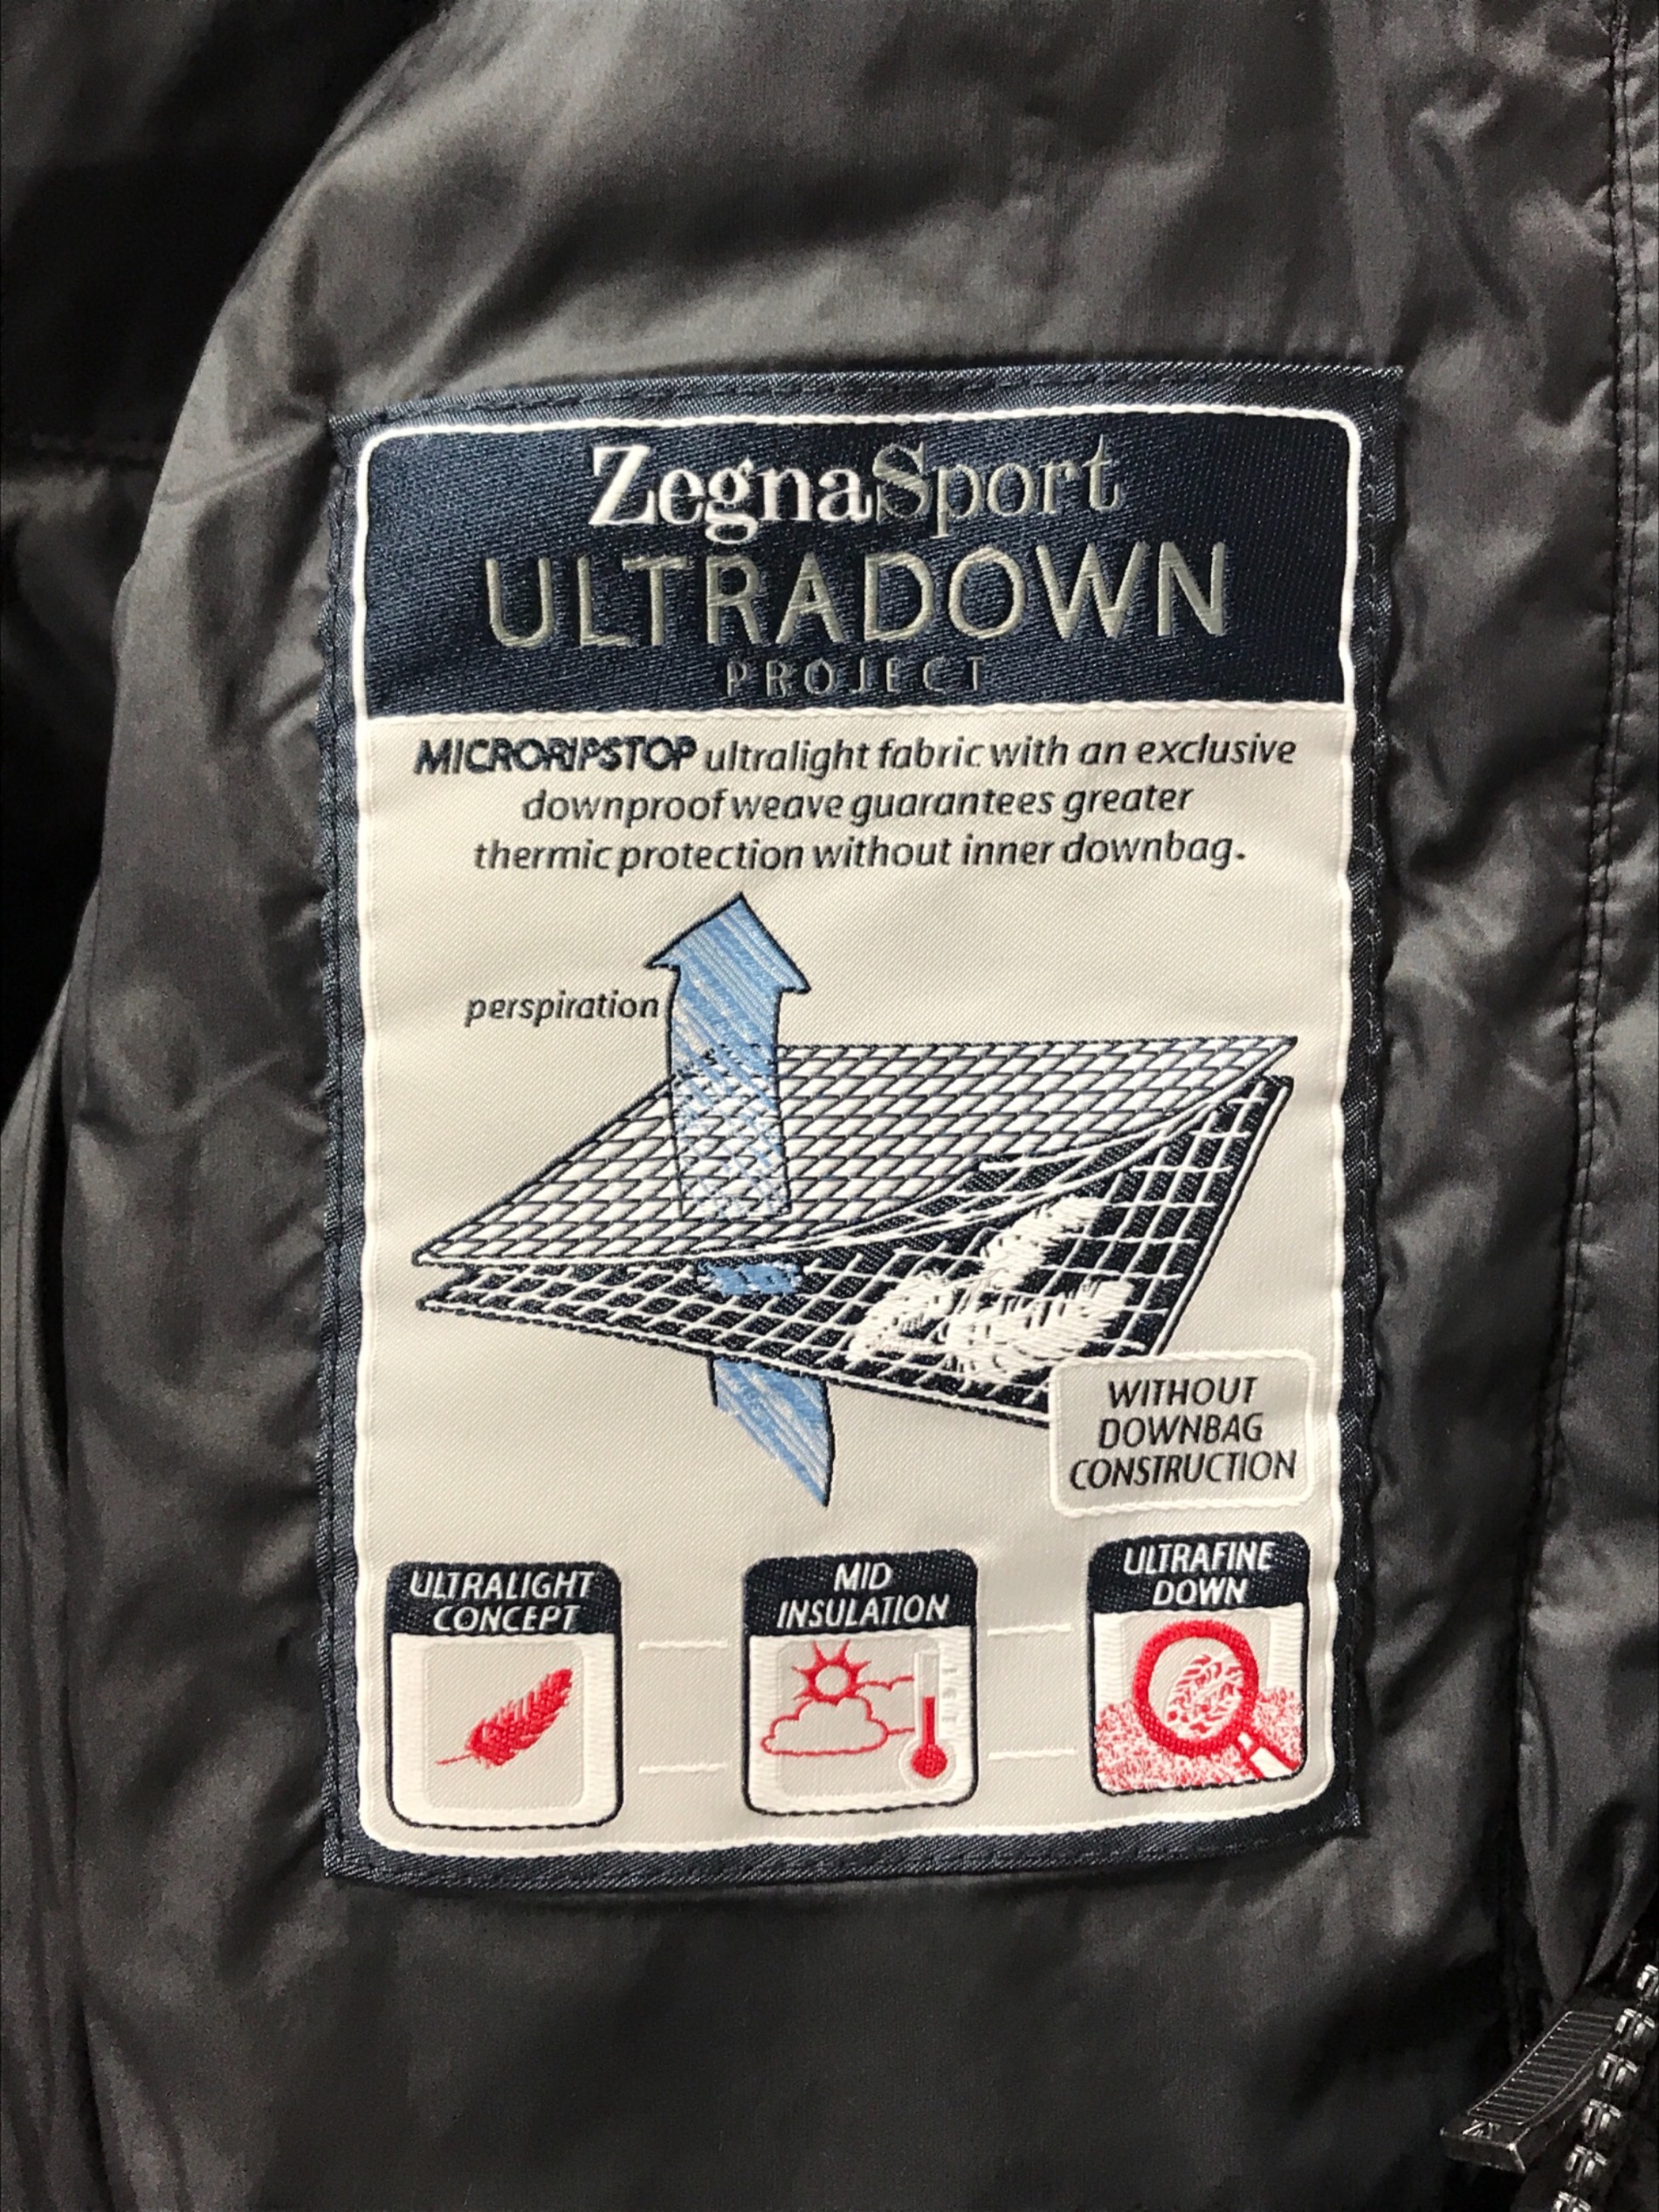 ZegnaSport
ULTRADOWN
PROJECT
MICRORIPSTOP ultralight fabric with an exclusive
downproof weave guarantees greater
thermic protection without inner downbag.
perspiration
WITHOUT
DOWNBAG
CONSTRUCTION
ULTRALIGHT
CONCEPT
MID
INSULATION
ULTRAFINE
DOWN